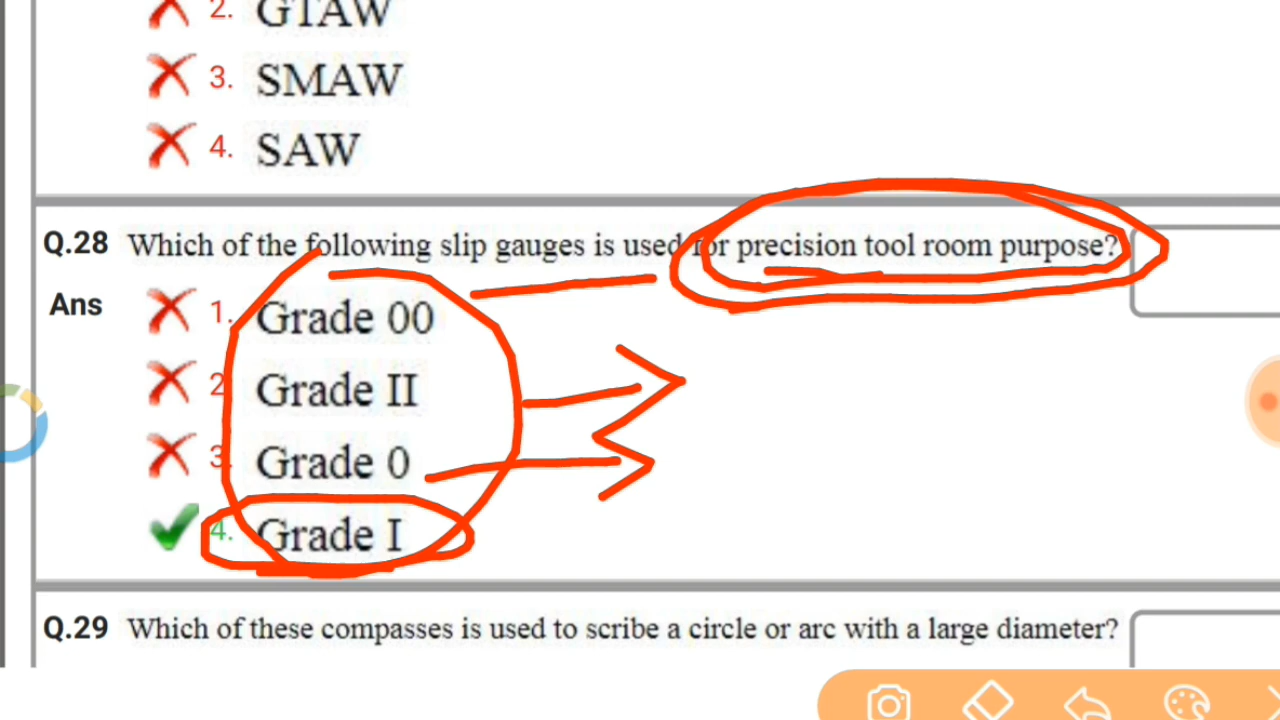 2. GTAW
3. SMAW
4. SAW
Q.28 Which of the following slip gauges is used for precision tool room purpose?
Ans 1. Grade 00
2 Grade II
3. Grade 0
4. Grade I
Q.29 Which of these compasses is used to scribe a circle or arc with a large diameter?